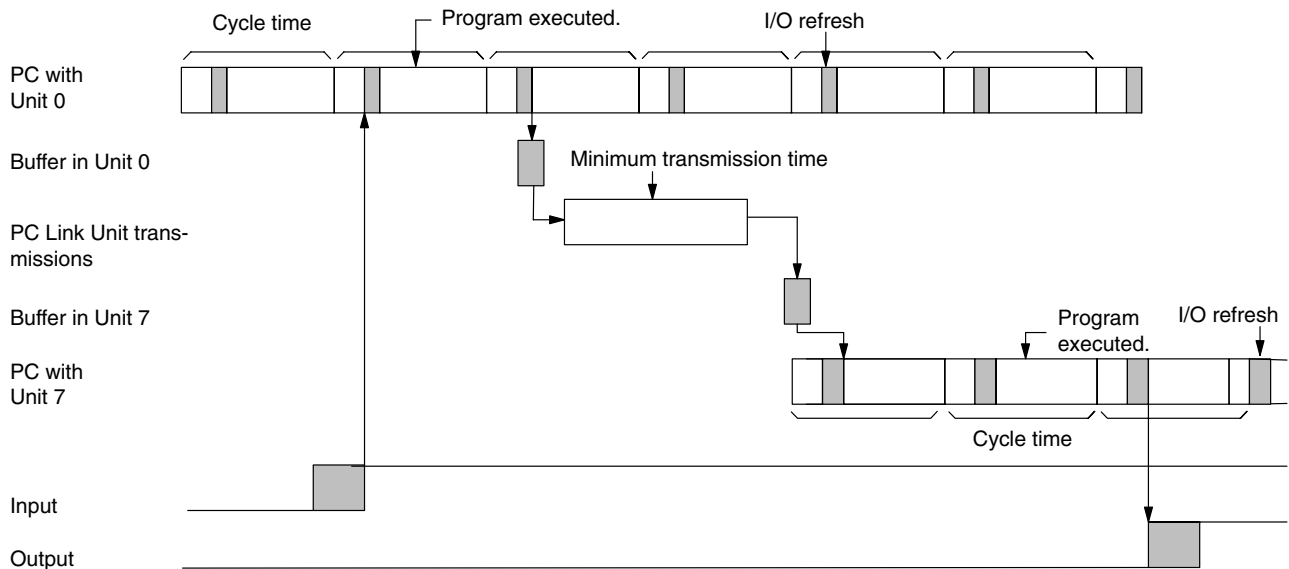 Cycle time
Program executed.
I/O refresh
PC with
Unit 0
Buffer in Unit 0
Minimum transmission time
PC Link Unit trans-
missions
Buffer in Unit 7
Program
executed.
I/O refresh
PC with
Unit 7
Cycle time
Input
Output